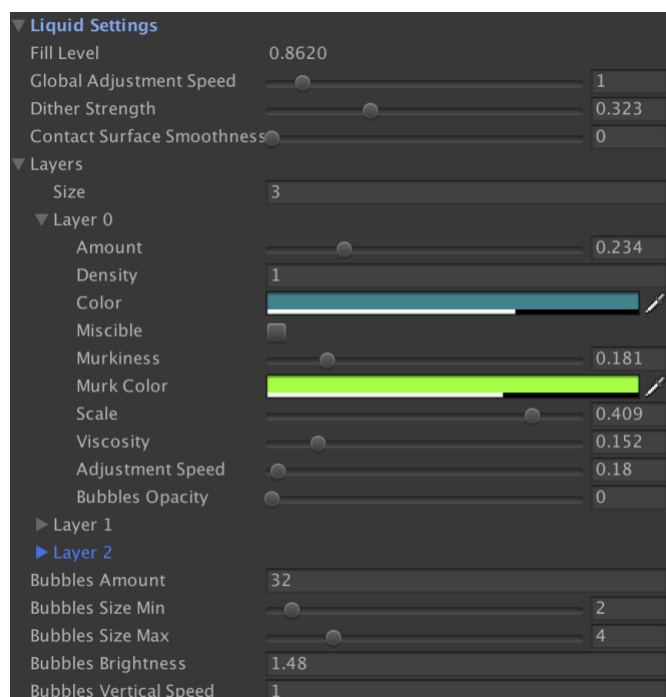 Liquid Settings
Fill Level 0.8620
Global Adjustment Speed 1
Dither Strength 0.323
Contact Surface Smoothness 0
Layers
Size 3
Layer 0
Amount 0.234
Density 1
Color
Miscible
Murkiness 0.181
Murk Color
Scale 0.409
Viscosity 0.152
Adjustment Speed 0.18
Bubbles Opacity 0
Layer 1
Layer 2
Bubbles Amount 32
Bubbles Size Min 2
Bubbles Size Max 4
Bubbles Brightness 1.48
Bubbles Vertical Speed 1